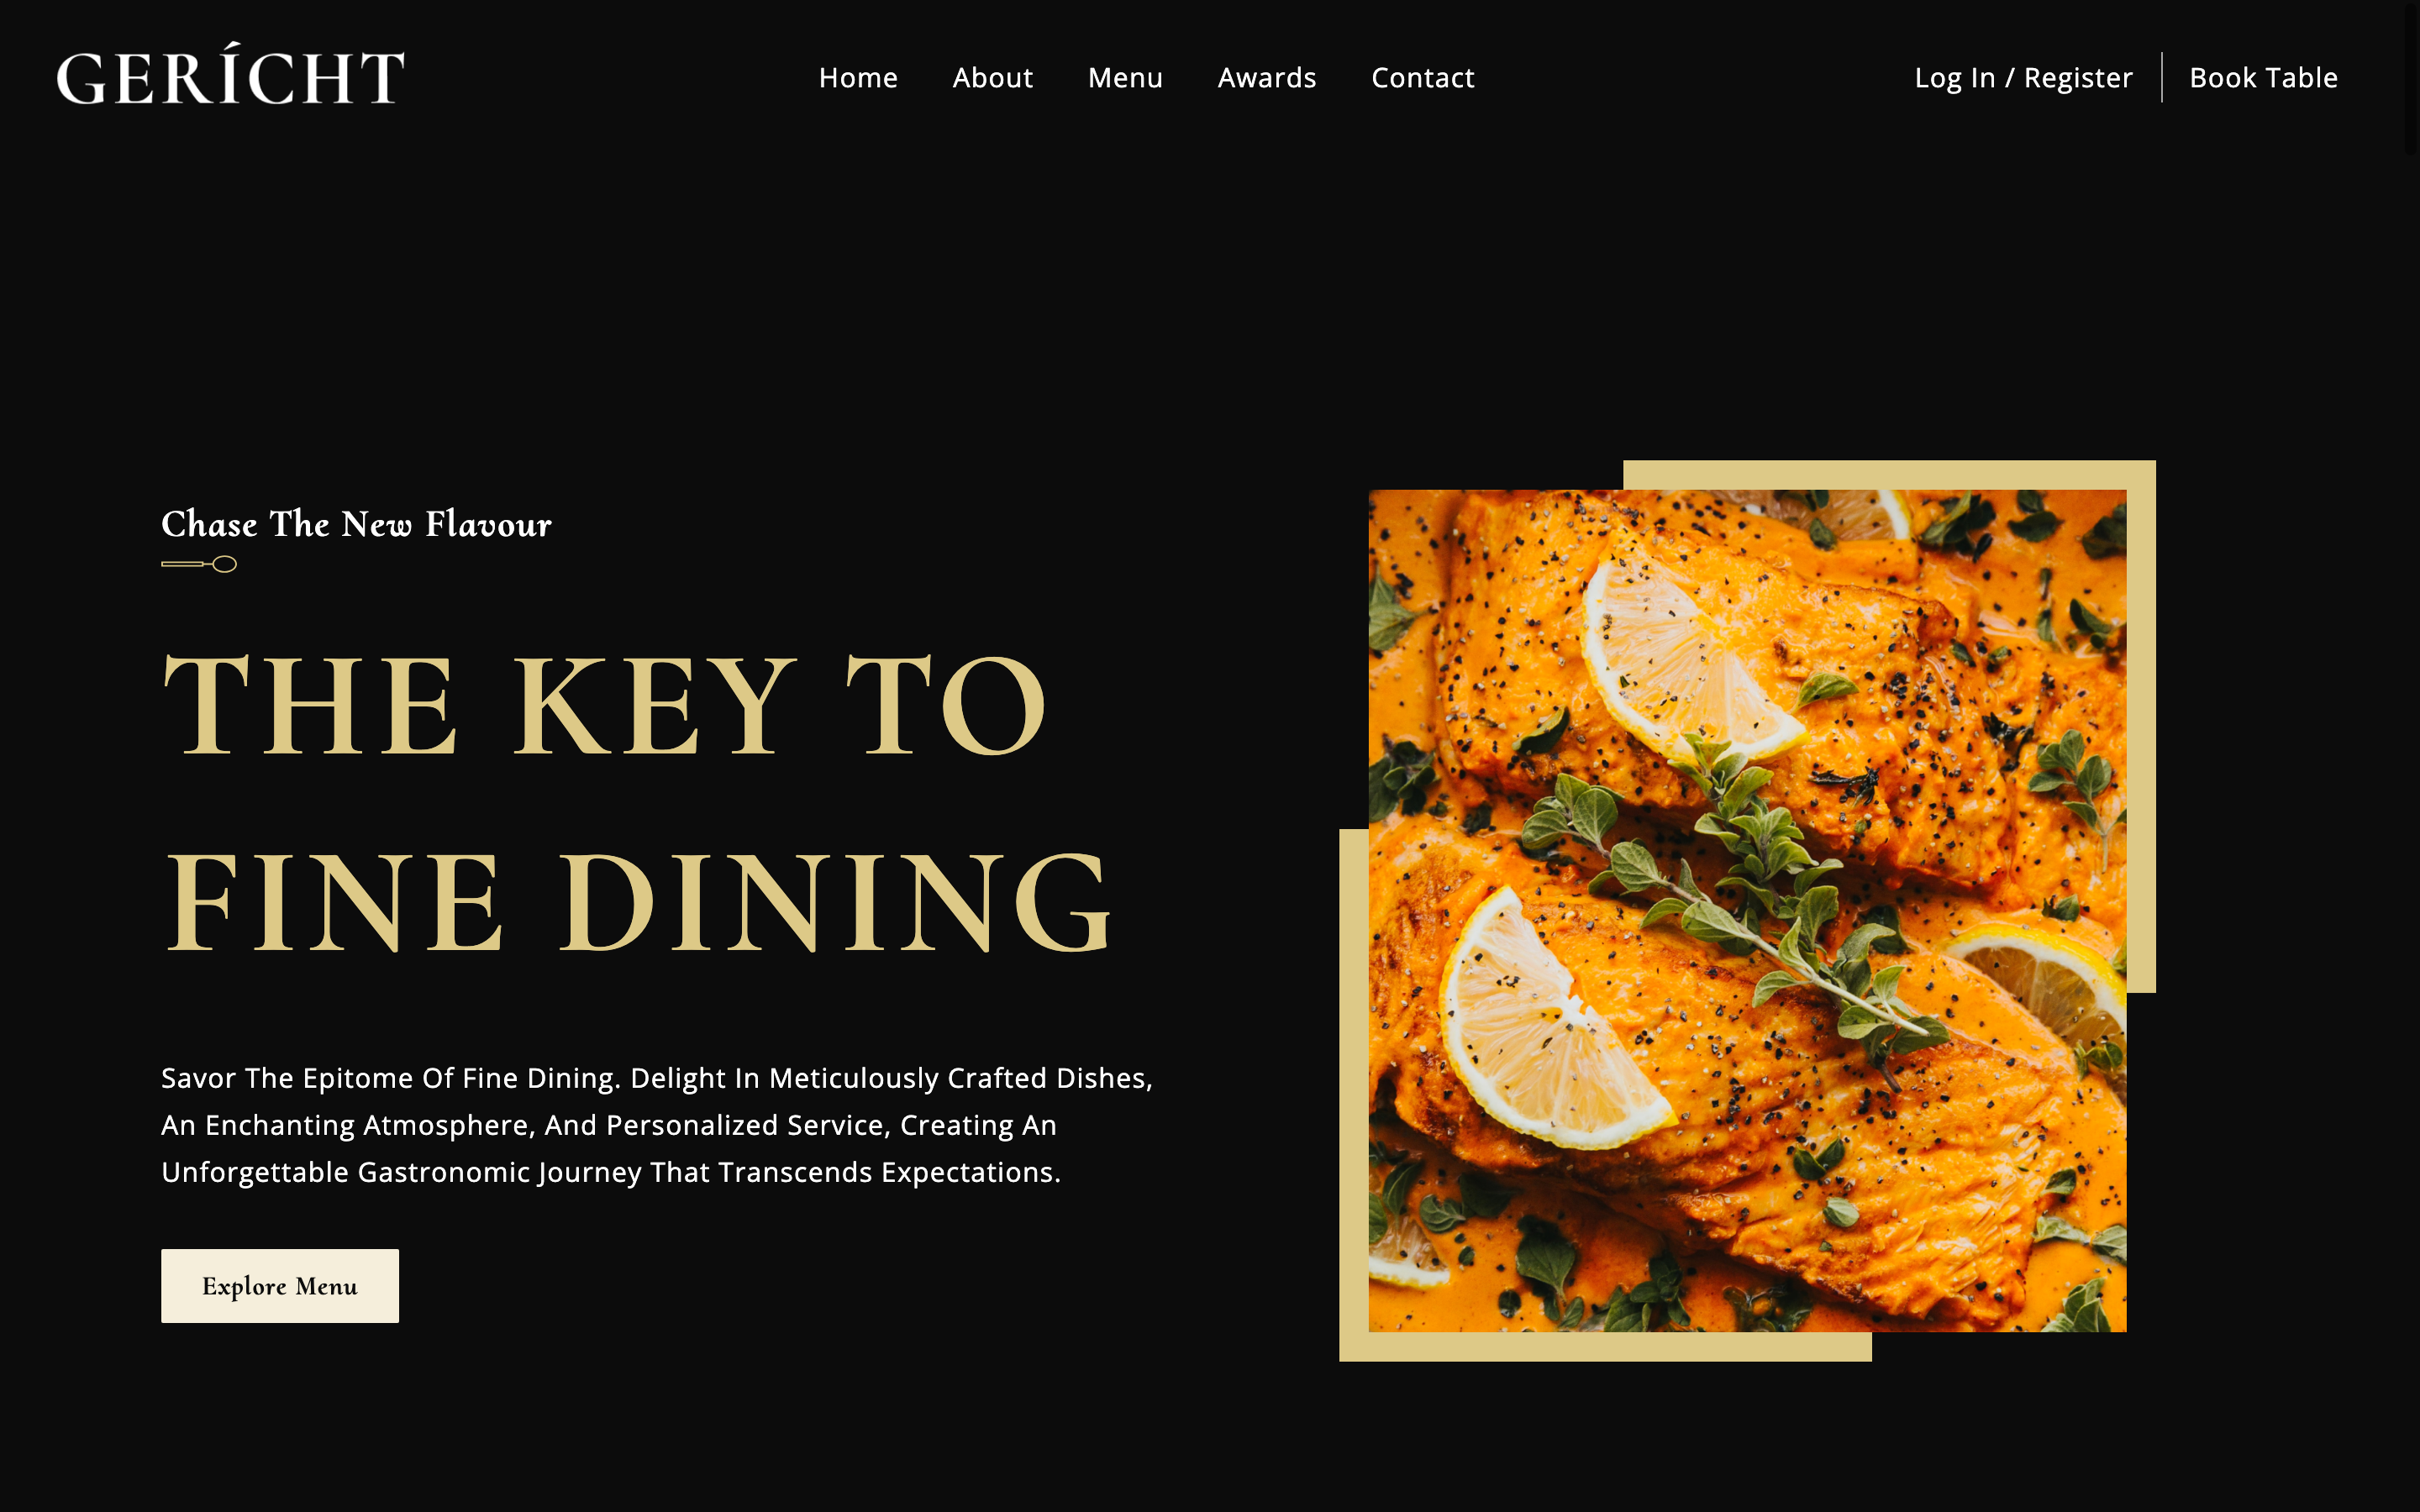 GERÍCHT
Home About Menu Awards Contact
Log In / Register Book Table
Chase The New Flavour
THE KEY TO
FINE DINING
Savor The Epitome Of Fine Dining. Delight In Meticulously Crafted Dishes,
An Enchanting Atmosphere, And Personalized Service, Creating An
Unforgettable Gastronomic Journey That Transcends Expectations.
Explore Menu